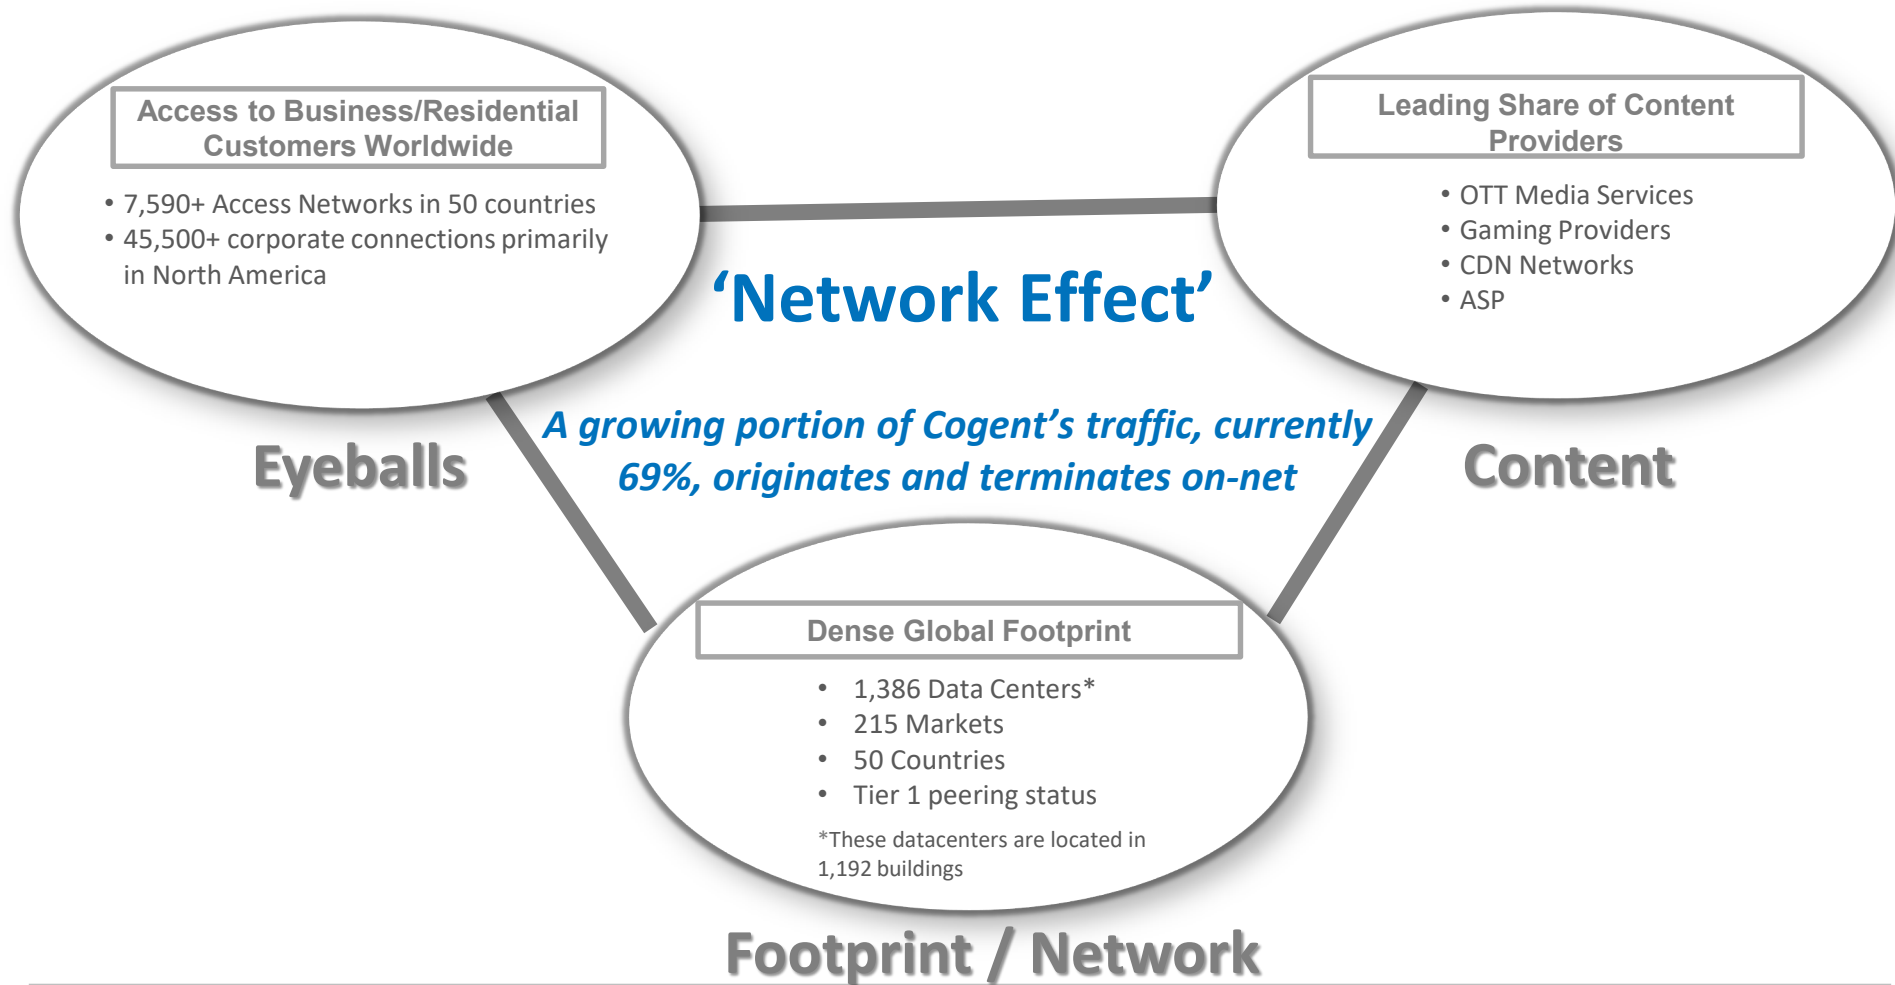 Access to Business/Residential
Customers Worldwide
• 7,590+ Access Networks in 50 countries
• 45,500+ corporate connections primarily
in North America
Eyeballs
Leading Share of Content
Providers
• OTT Media Services
• Gaming Providers
• CDN Networks
• ASP
Content
‘Network Effect’
A growing portion of Cogent’s traffic, currently
69%, originates and terminates on-net
Dense Global Footprint
• 1,386 Data Centers*
• 215 Markets
• 50 Countries
• Tier 1 peering status
*These datacenters are located in
1,192 buildings
Footprint / Network